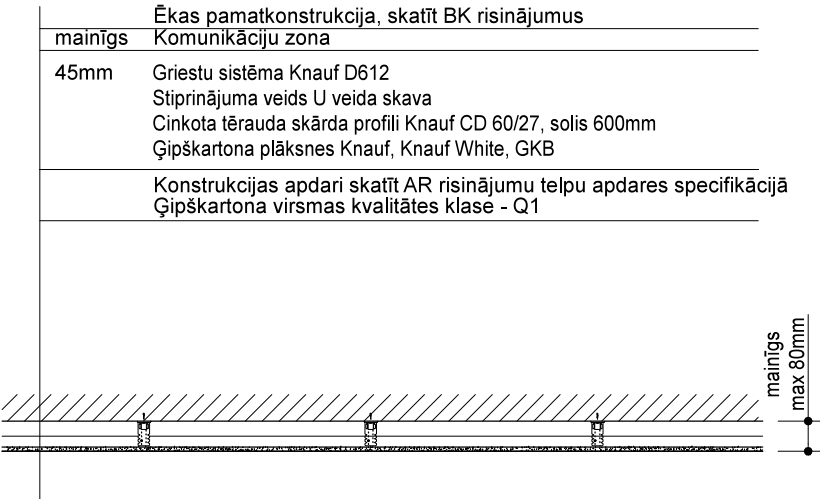 Ēkas pamatkonstrukcija, skatīt BK risinājumus
mainīgs Komunikāciju zona
45mm Griestu sistēma Knauf D612
Stiprinājuma veids U veida skava
Cinkota tērauda skārda profili Knauf CD 60/27, solis 600mm
Ģipškartona plāksnes Knauf, Knauf White, GKB
Konstrukcijas apdari skatīt AR risinājumu telpu apdares specifikācijā
Ģipškartona virsmas kvalitātes klase - Q1
mainīgs
max 80mm